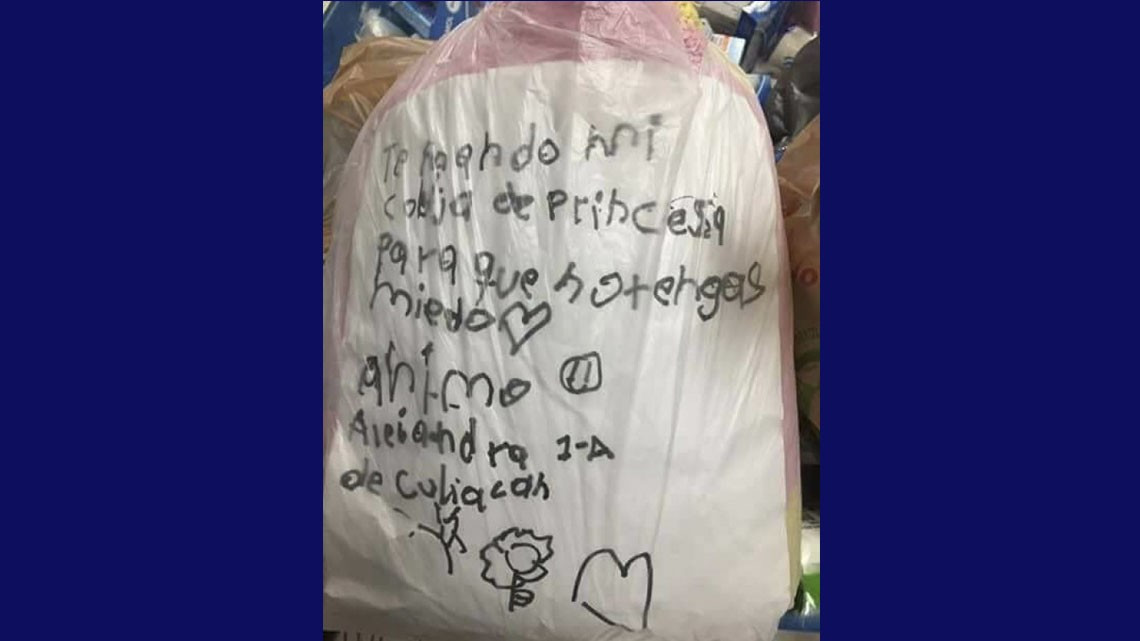 Te mando mi
cobija de princesa
para que no tengas
miedo
animo
Alejandra 1-A
de culiacan